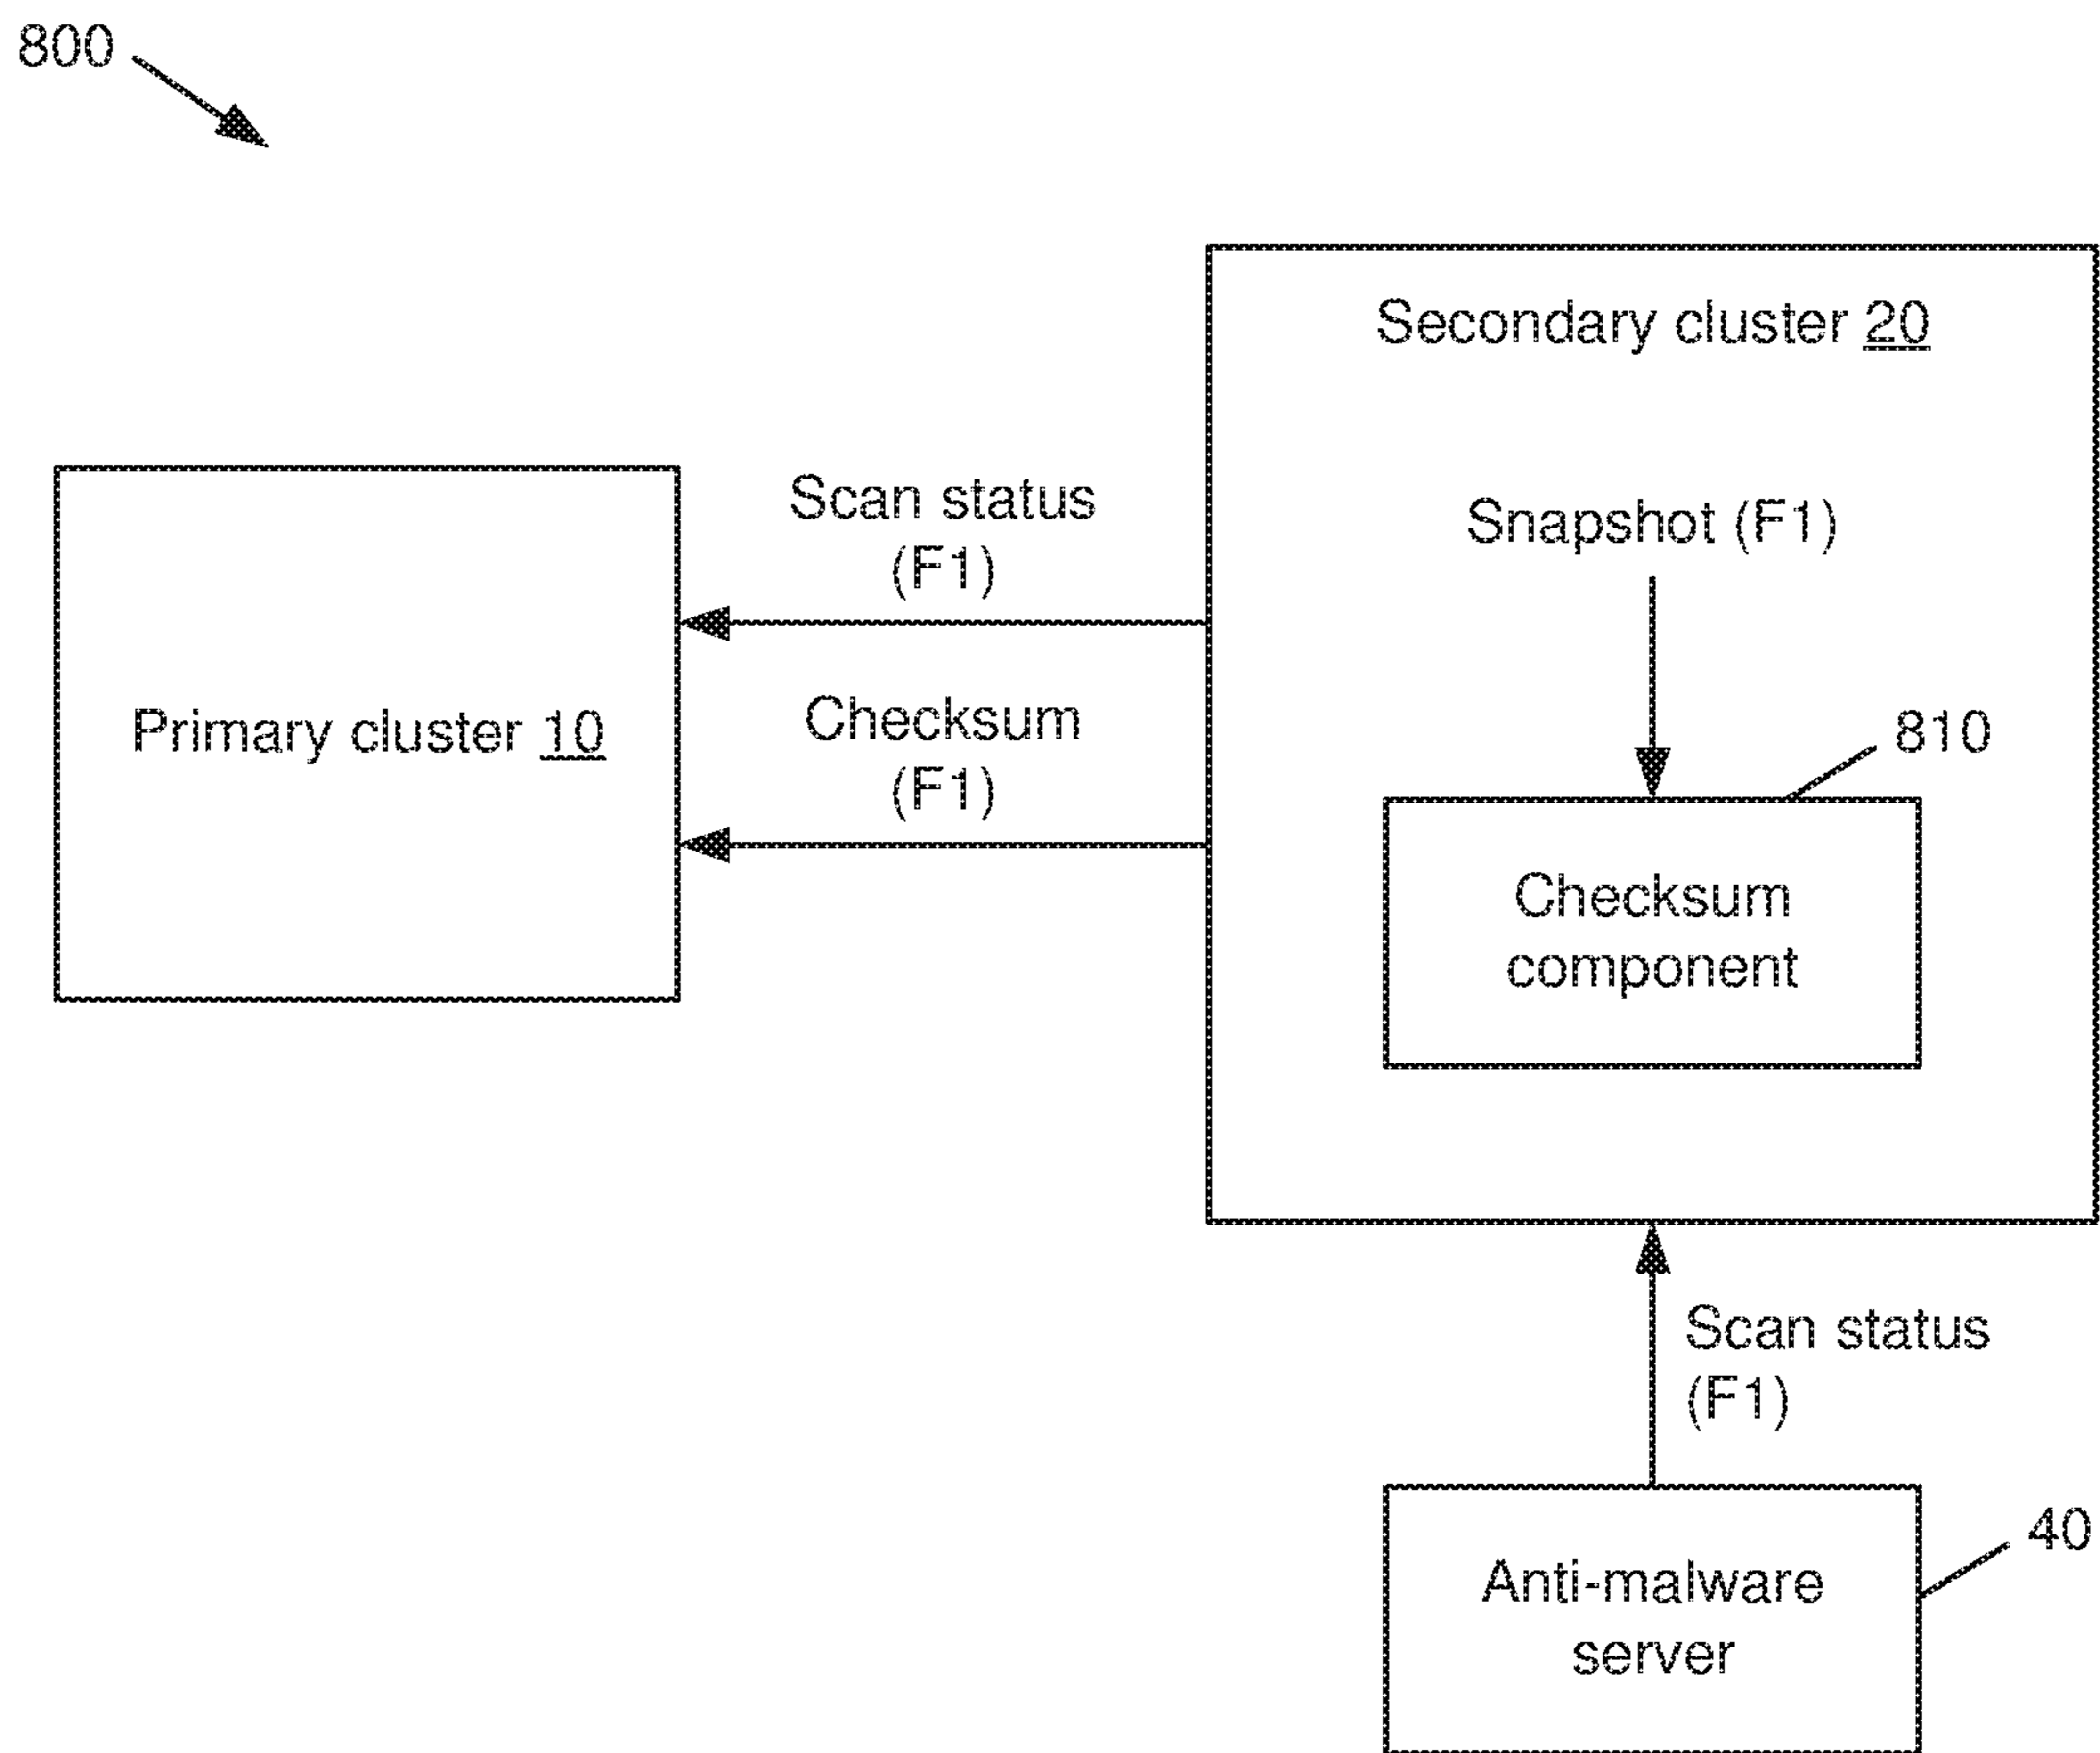 800
Secondary cluster 20
Scan status
(F1)
Snapshot (F1)
Primary cluster 10
Checksum
(F1)
810
Checksum
component
Scan status
(F1)
40
Anti-malware
server